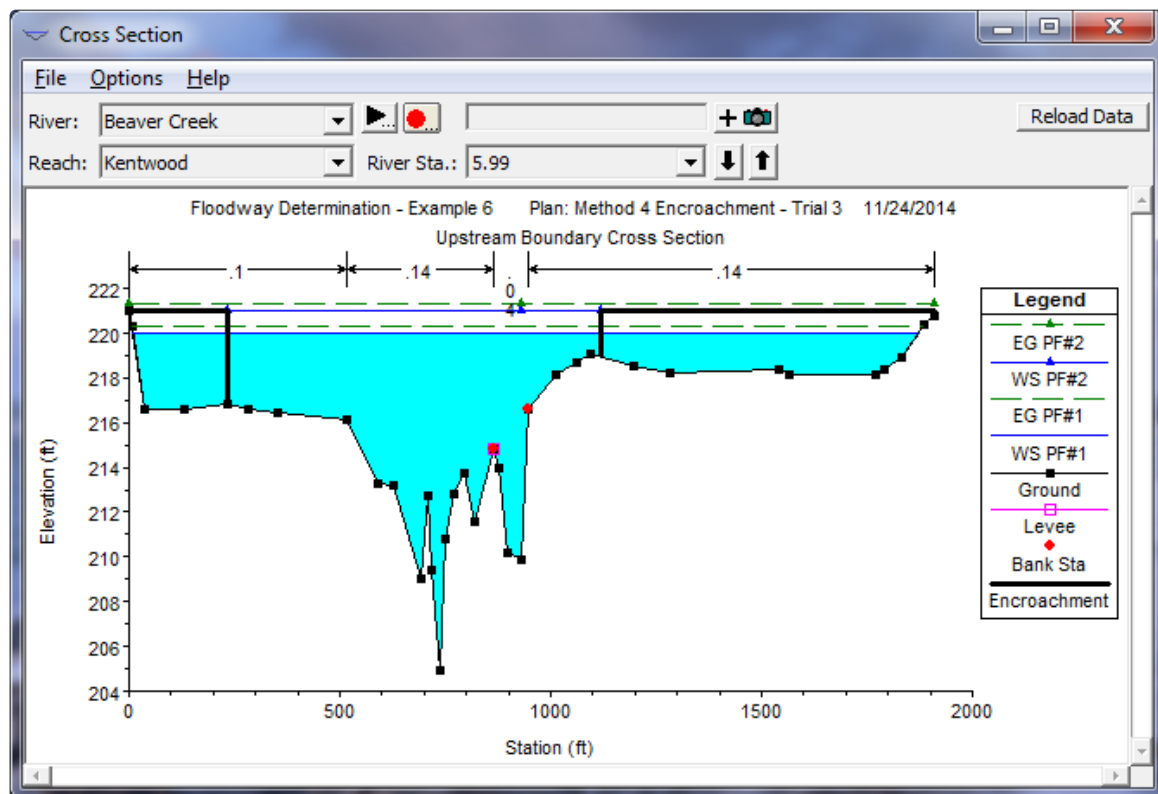 Cross Section
File Options Help
River: Beaver Creek Reload Data
Reach: Kentwood River Sta.: 5.99
Floodway Determination - Example 6 Plan: Method 4 Encroachment - Trial 3 11/24/2014
Upstream Boundary Cross Section
.1 .14 .04 .14
Elevation (ft)
222
220
218
216
214
212
210
208
206
204
0 500 1000 1500 2000
Station (ft)
Legend
EG PF#2
WS PF#2
EG PF#1
WS PF#1
Ground
Levee
Bank Sta
Encroachment